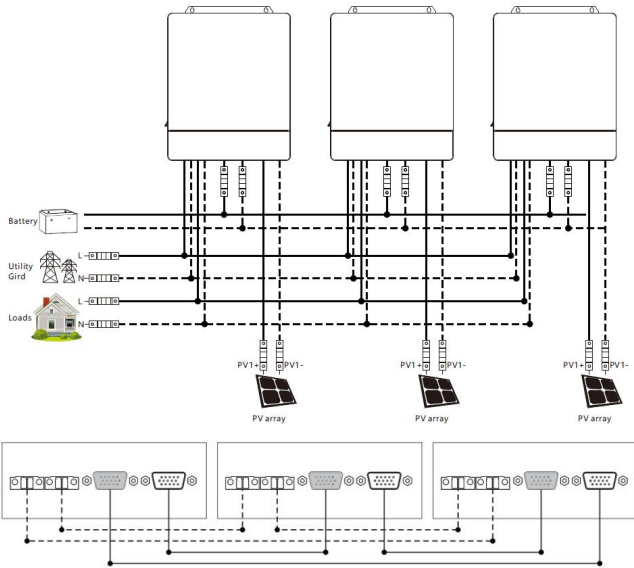 Battery
L
Utility
Gird
N
L
Loads
N
PV1+ PV1-
PV1+ PV1-
PV1+ PV1-
PV array
PV array
PV array